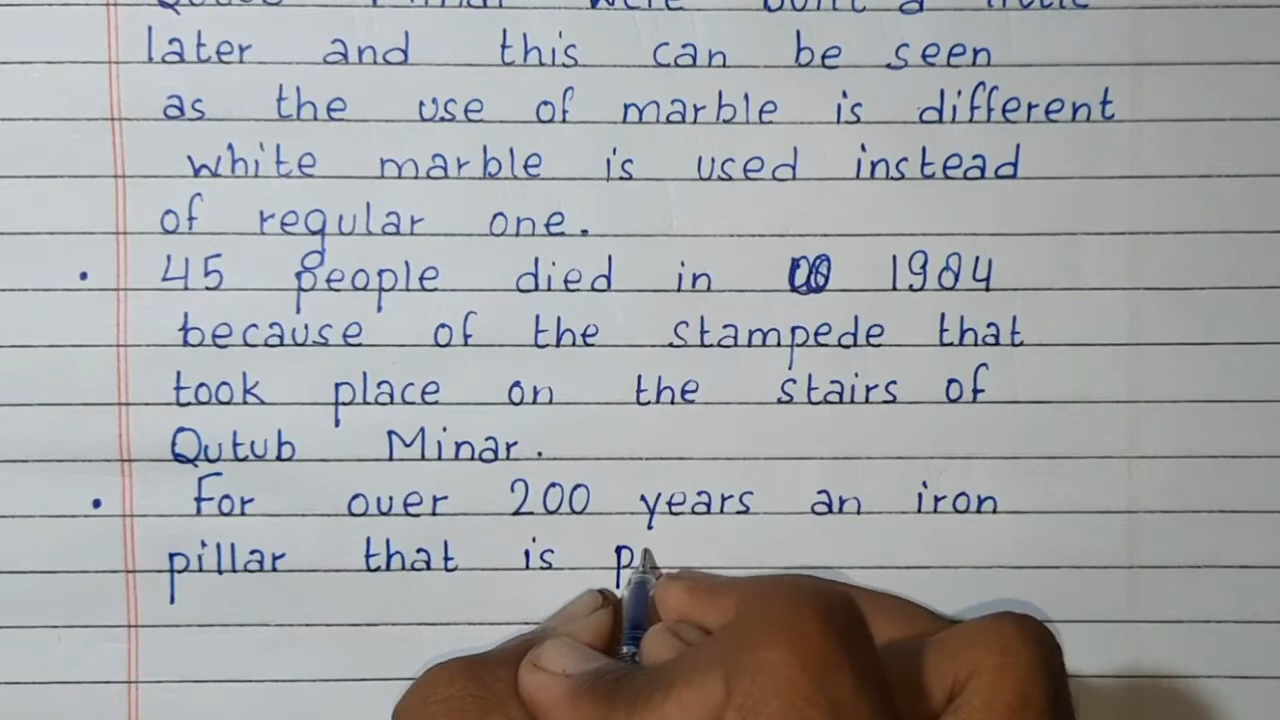 later and this can be seen
as the use of marble is different
white marble is used instead
of regular one.
• 45 people died in 1984
because of the stampede that
took place on the stairs of
Qutub Minar.
• For over 200 years an iron
pillar that is